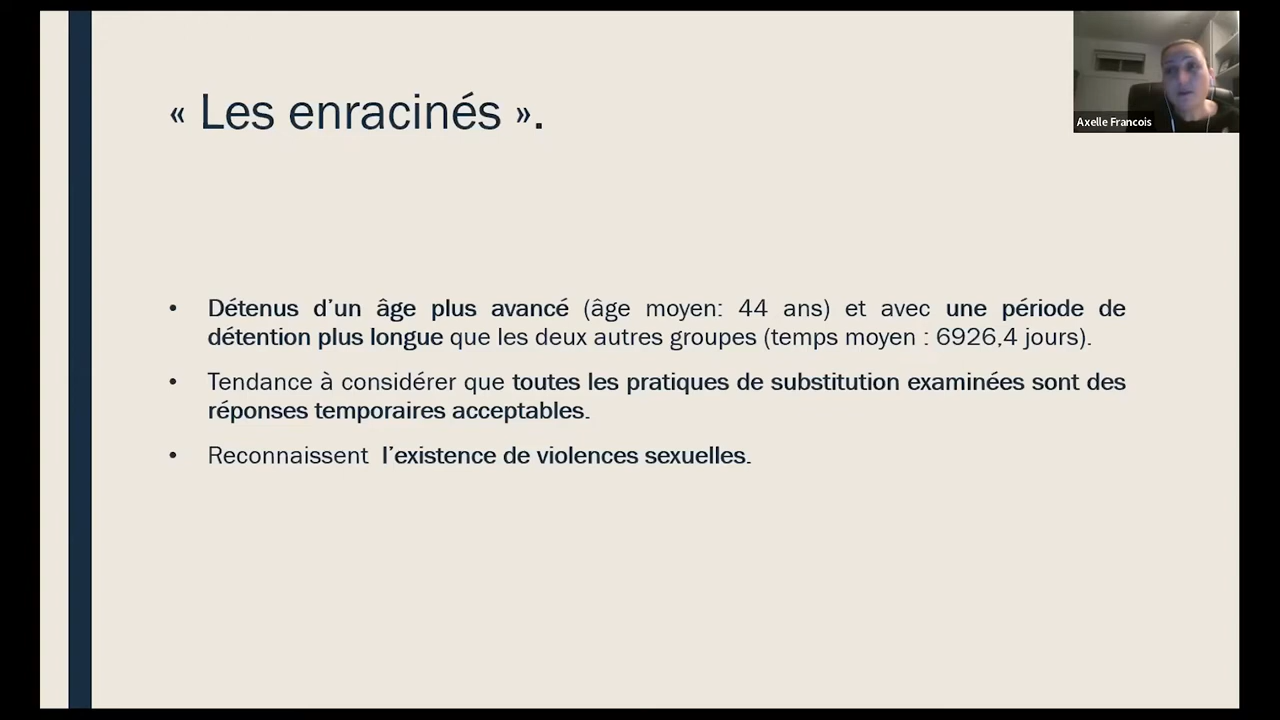 « Les enracinés ».
Axelle Francois
• Détenus d’un âge plus avancé (âge moyen: 44 ans) et avec une période de
détention plus longue que les deux autres groupes (temps moyen : 6926,4 jours).
• Tendance à considérer que toutes les pratiques de substitution examinées sont des
réponses temporaires acceptables.
• Reconnaissent l’existence de violences sexuelles.